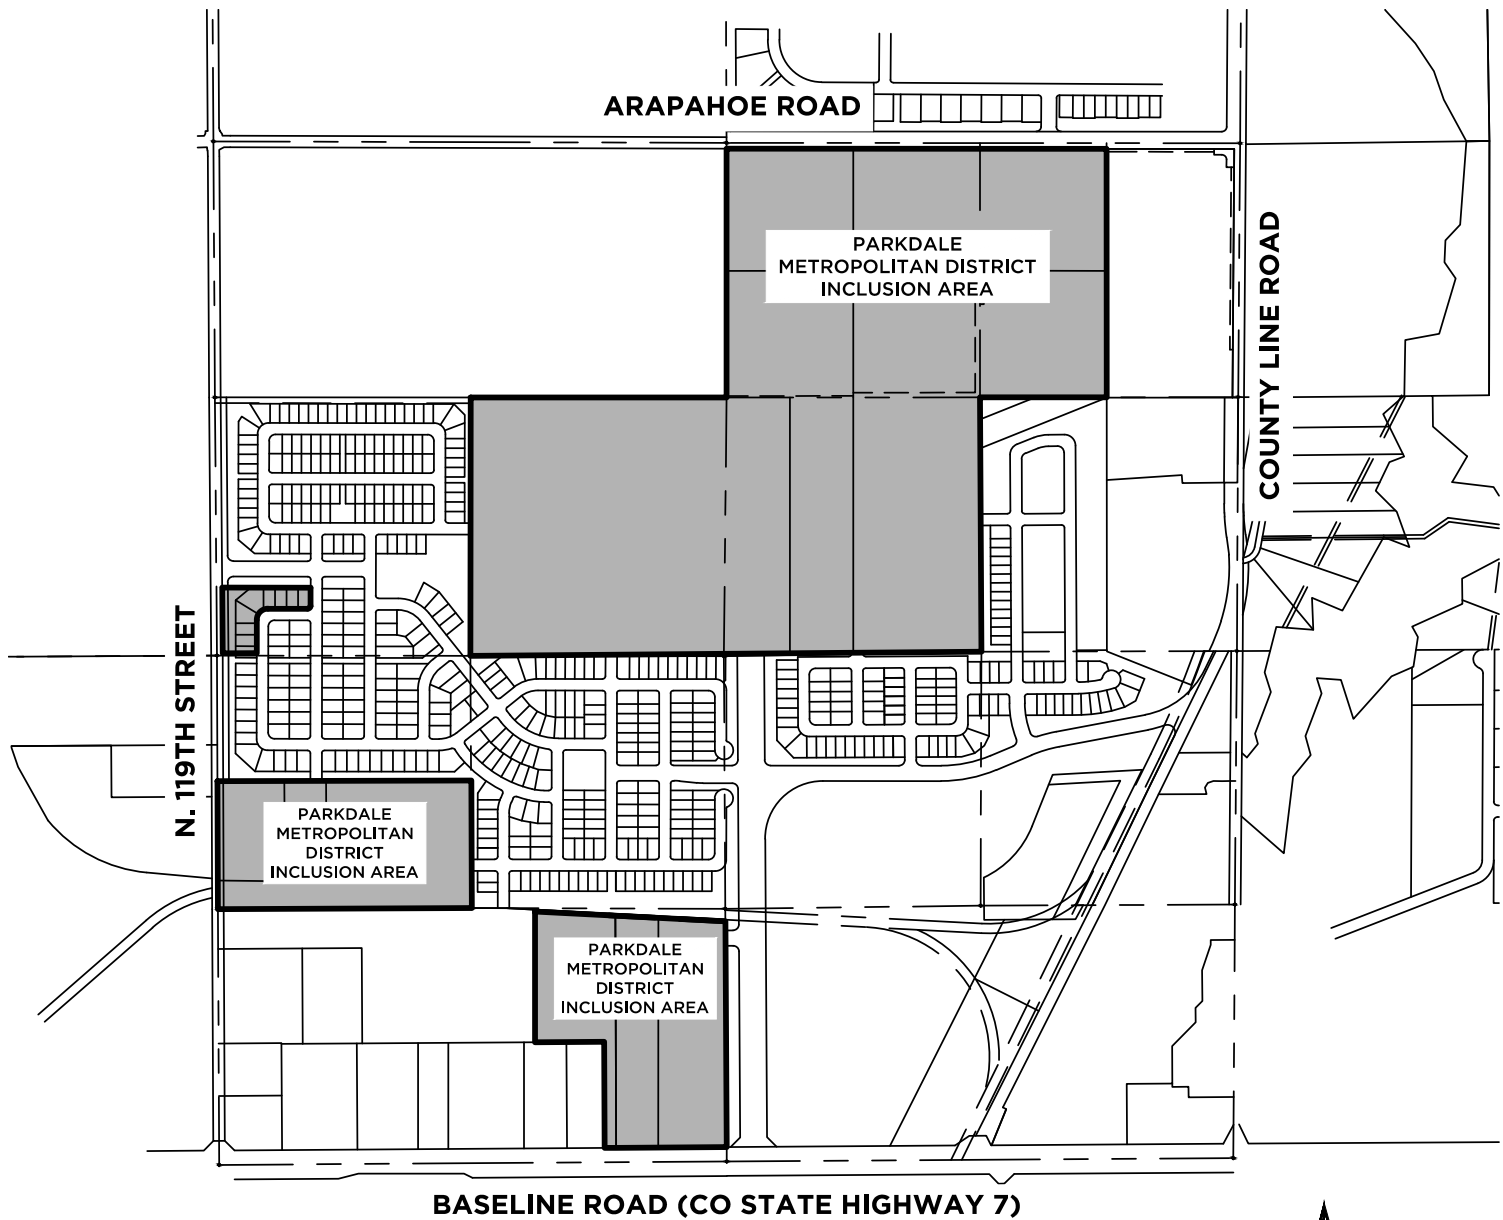 ARAPAHOE ROAD
PARKDALE
METROPOLITAN DISTRICT
INCLUSION AREA
COUNTY LINE ROAD
N. 119TH STREET
PARKDALE
METROPOLITAN
DISTRICT
INCLUSION AREA
PARKDALE
METROPOLITAN
DISTRICT
INCLUSION AREA
BASELINE ROAD (CO STATE HIGHWAY 7)